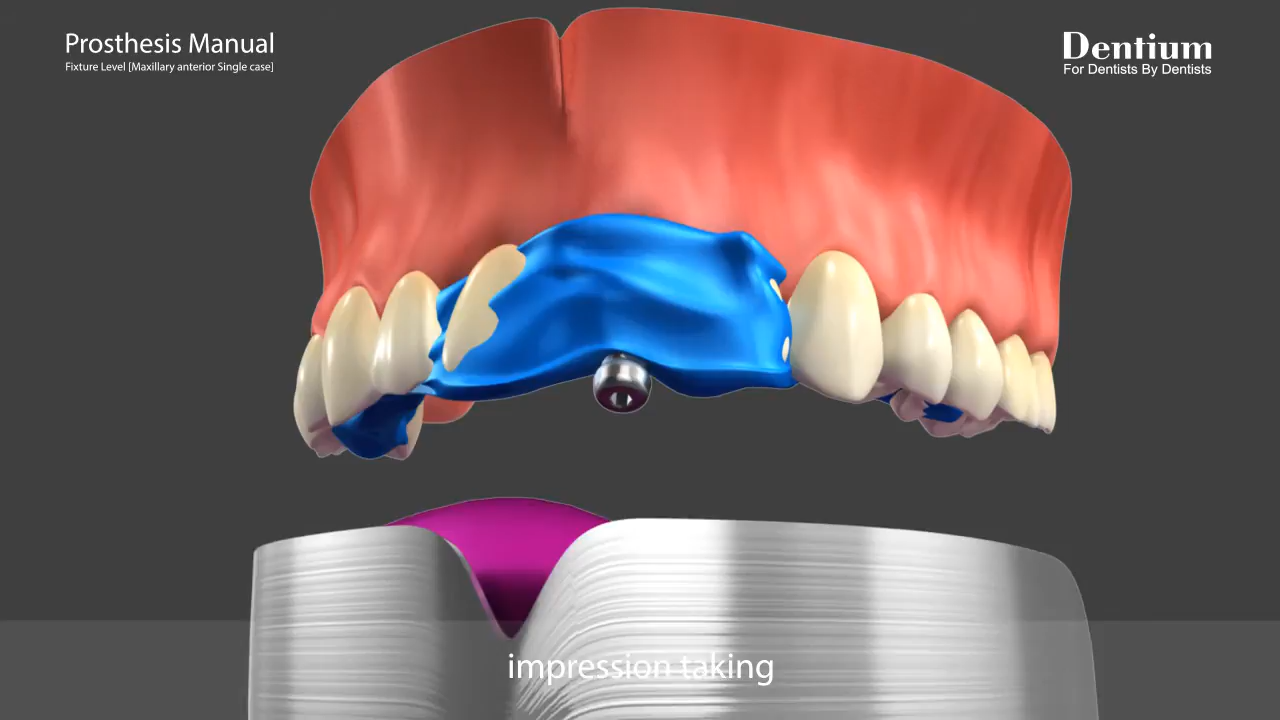 Prosthesis Manual
Fixture Level [Maxillary anterior Single case]
Dentium
For Dentists By Dentists
impression taking